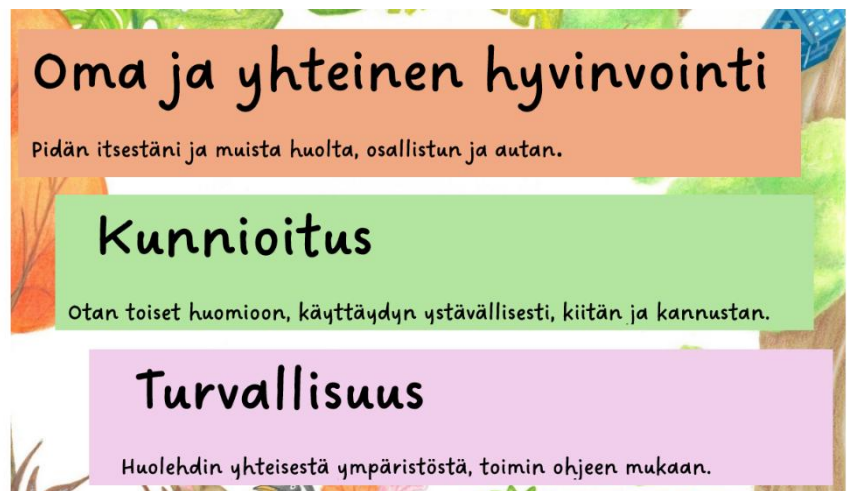 Oma ja yhteinen hyvinvointi
Pidän itsestäni ja muista huolta, osallistun ja autan.
Kunnioitus
Otan toiset huomioon, käyttäydyn ystävällisesti, kiitän ja kannustan.
Turvallisuus
Huolehdin yhteisestä ympäristöstä, toimin ohjeen mukaan.